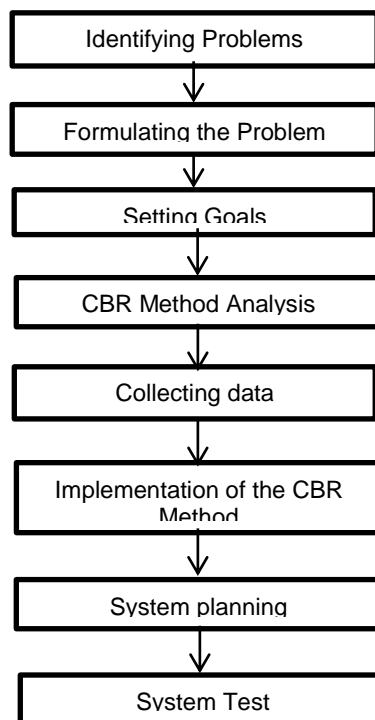 Identifying Problems
Formulating the Problem
Setting Goals
CBR Method Analysis
Collecting data
Implementation of the CBR
Method
System planning
System Test